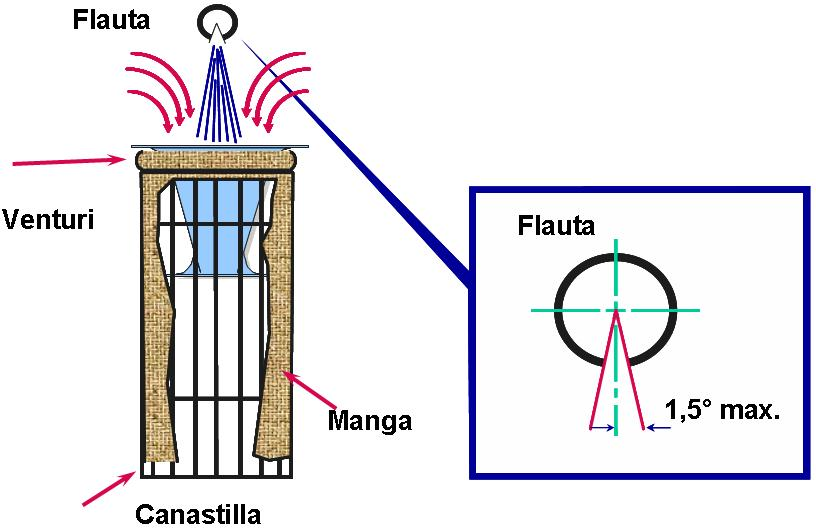 Flauta
Venturi
Manga
Canastilla
Flauta
1,5° max.